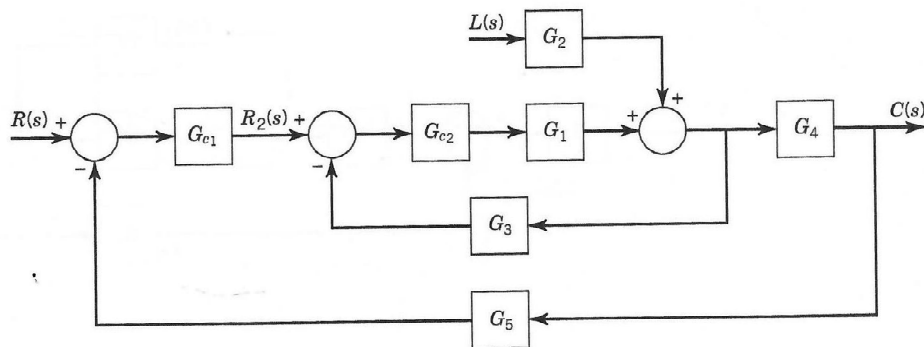 L(s)
G2
+
R(s) +
Gc1
R2(s) +
Gc2
G1
+
G4
C(s)
-
-
G3
G5